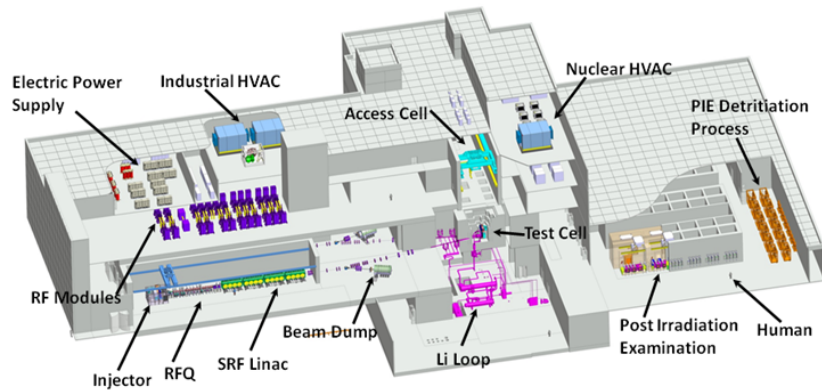 Electric Power
Supply
Industrial HVAC
Nuclear HVAC
Access Cell
PIE Detritiation
Process
Test Cell
RF Modules
Injector
RFQ
SRF Linac
Beam Dump
Li Loop
Post Irradiation
Examination
Human